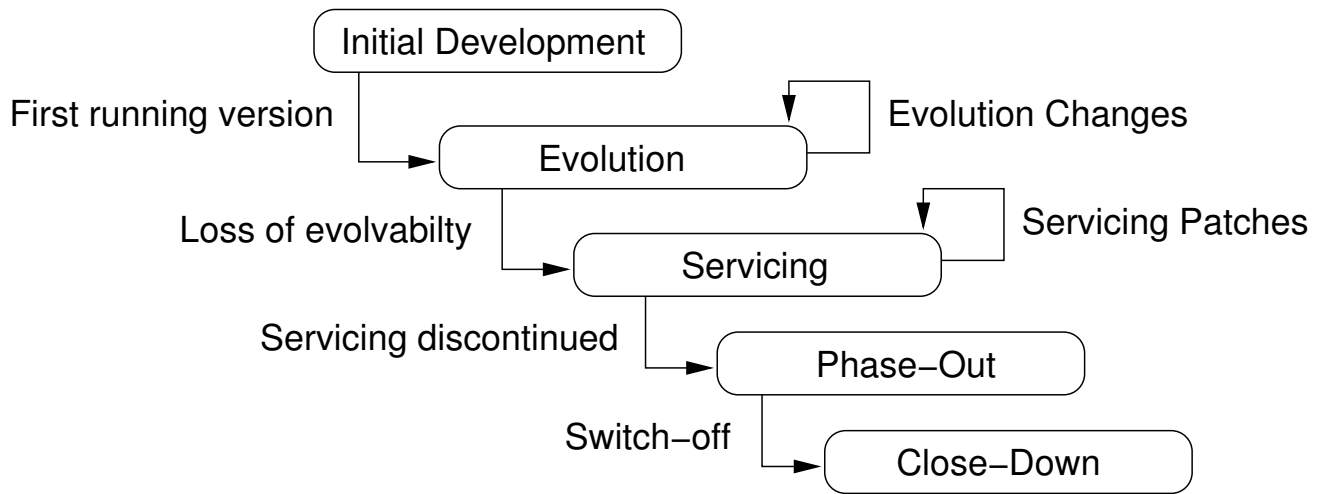 Initial Development
First running version
Evolution Changes
Evolution
Loss of evolvabilty
Servicing Patches
Servicing
Servicing discontinued
Phase−Out
Switch−off
Close−Down